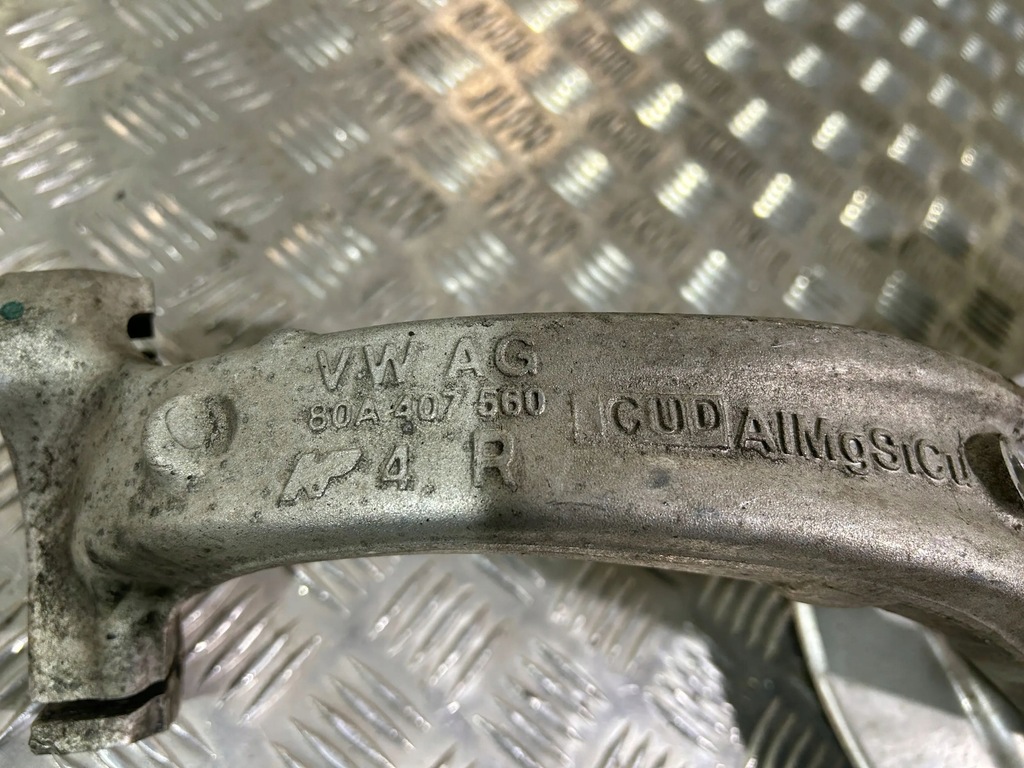 VW AG
80A 407 560
4 R
CUD AlMgSiCu